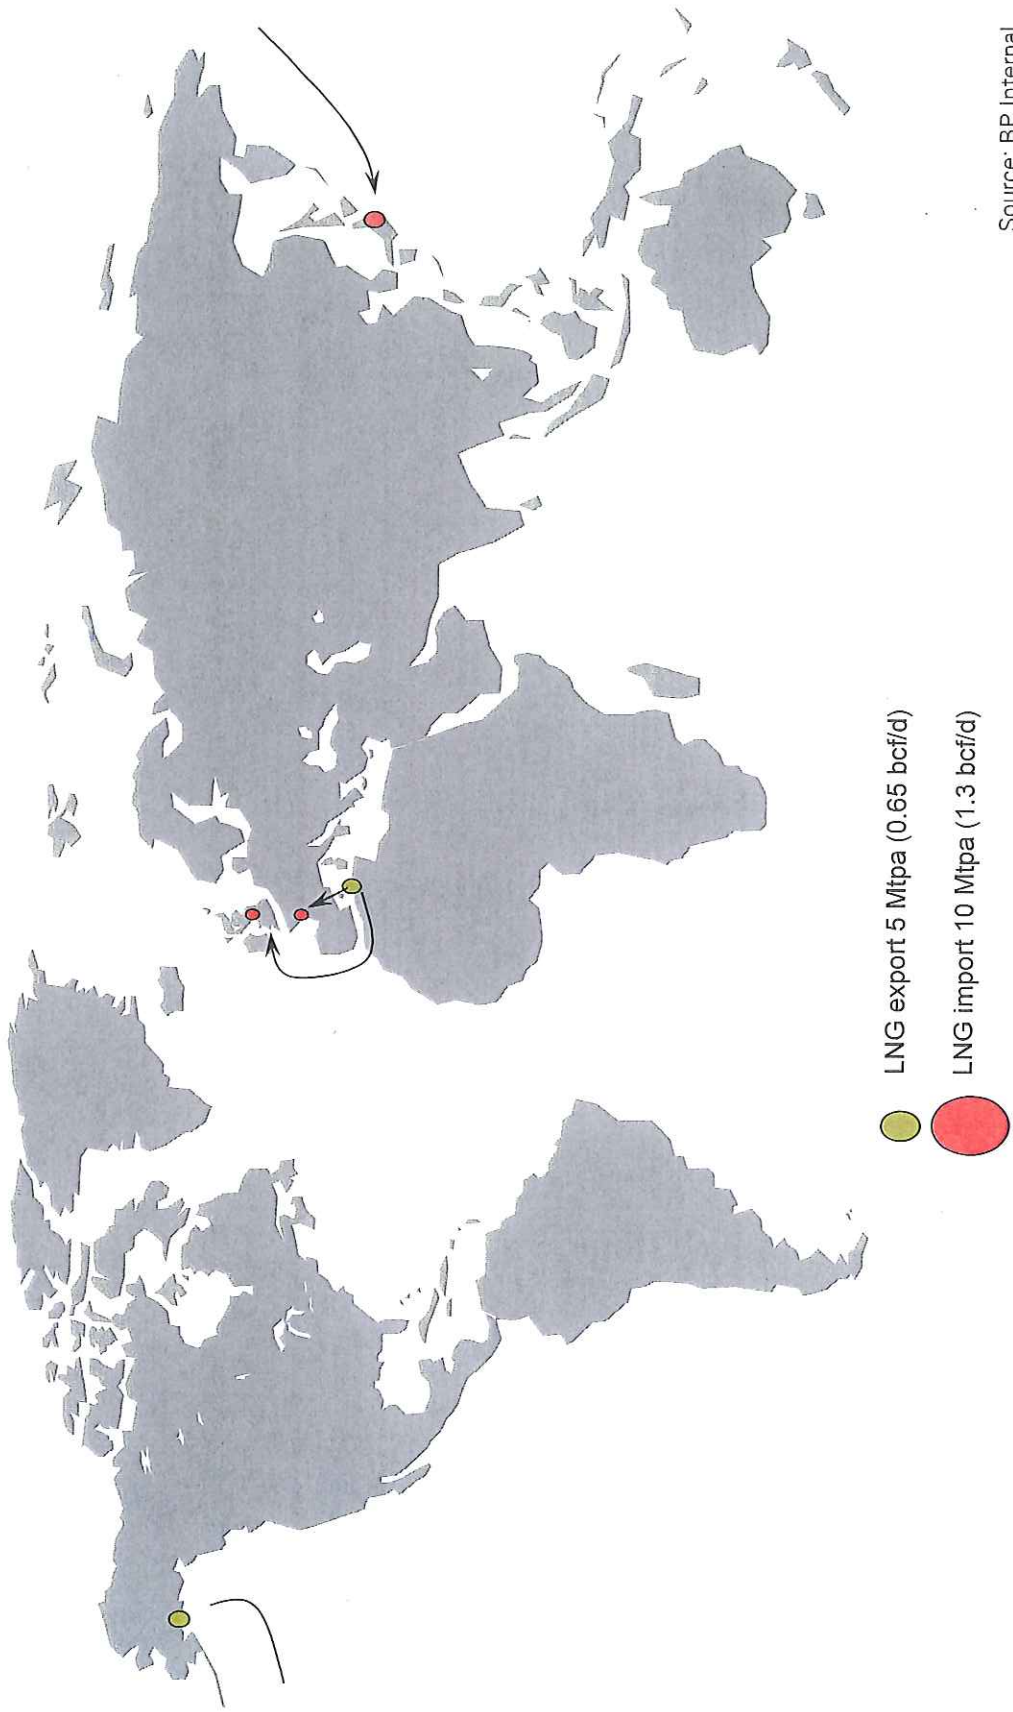 LNG export 5 Mtpa (0.65 bcf/d)
LNG import 10 Mtpa (1.3 bcf/d)
Source: BP Internal